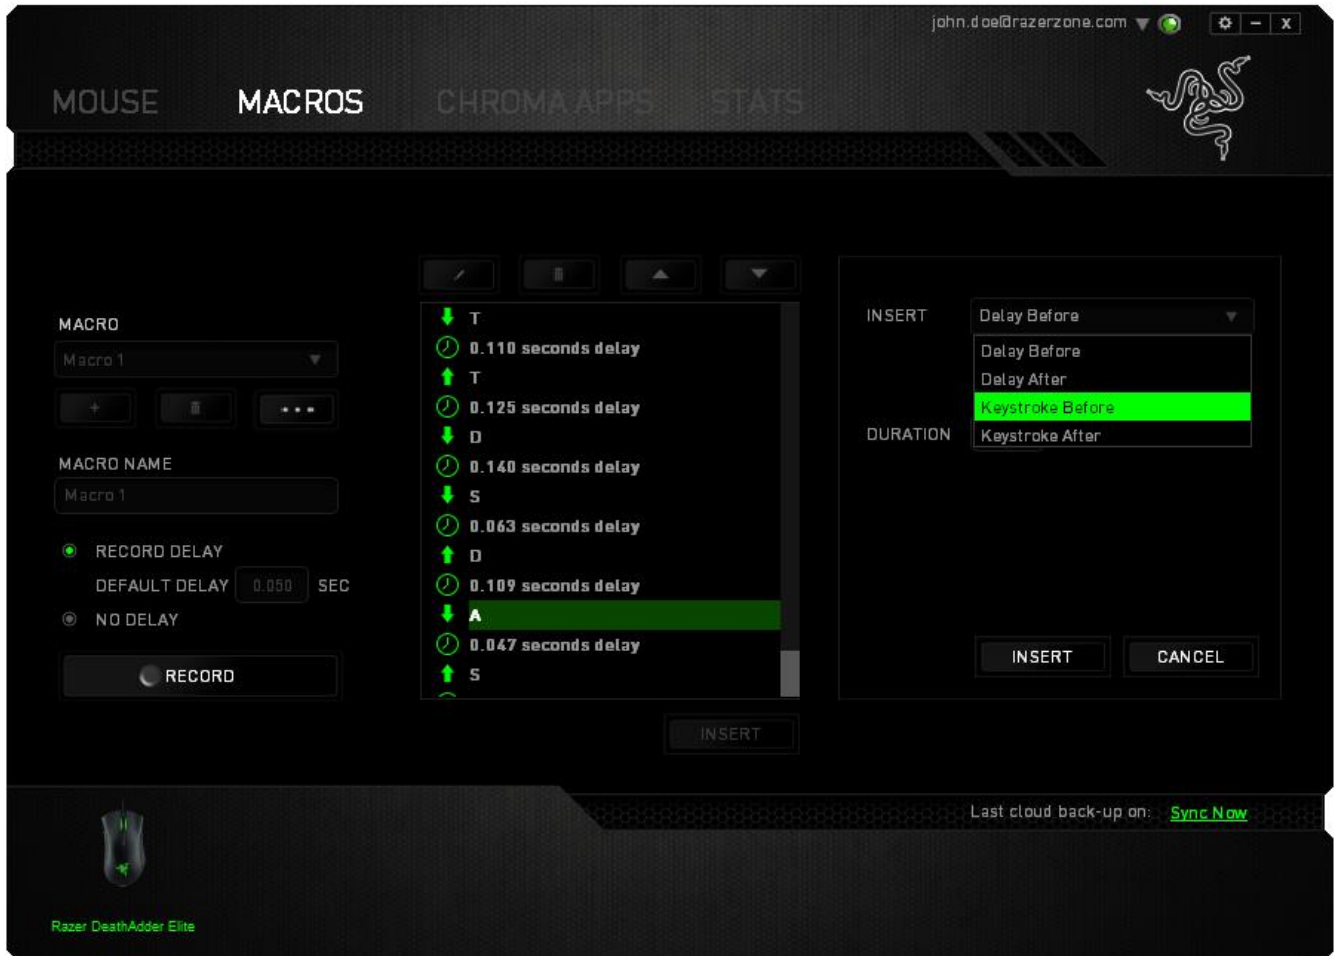 john.doe@razerzone.com
MOUSE MACROS CHROMA APPS STATS
MACRO
Macro 1
MACRO NAME
Macro 1
RECORD DELAY
DEFAULT DELAY 0.050 SEC
NO DELAY
RECORD
T
0.110 seconds delay
T
0.125 seconds delay
D
0.140 seconds delay
S
0.063 seconds delay
D
0.109 seconds delay
A
0.047 seconds delay
S
INSERT
INSERT Delay Before
Delay Before
Delay After
Keystroke Before
DURATION Keystroke After
INSERT CANCEL
Last cloud back-up on: Sync Now
Razer DeathAdder Elite